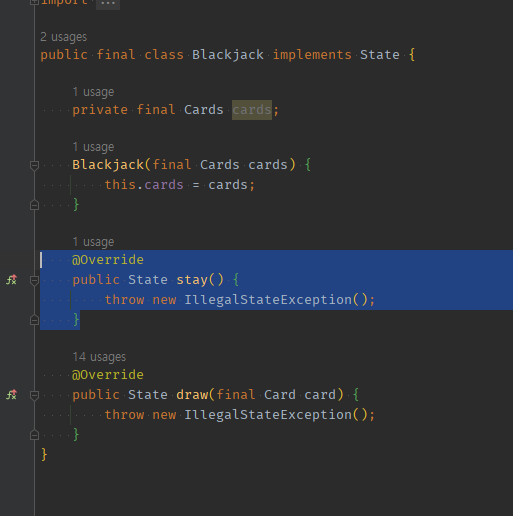 import ...
2 usages
public final class Blackjack implements State {
1 usage
private final Cards cards;
1 usage
Blackjack(final Cards cards) {
this.cards = cards;
}
1 usage
@Override
public State stay() {
throw new IllegalStateException();
}
14 usages
@Override
public State draw(final Card card) {
throw new IllegalStateException();
}
}